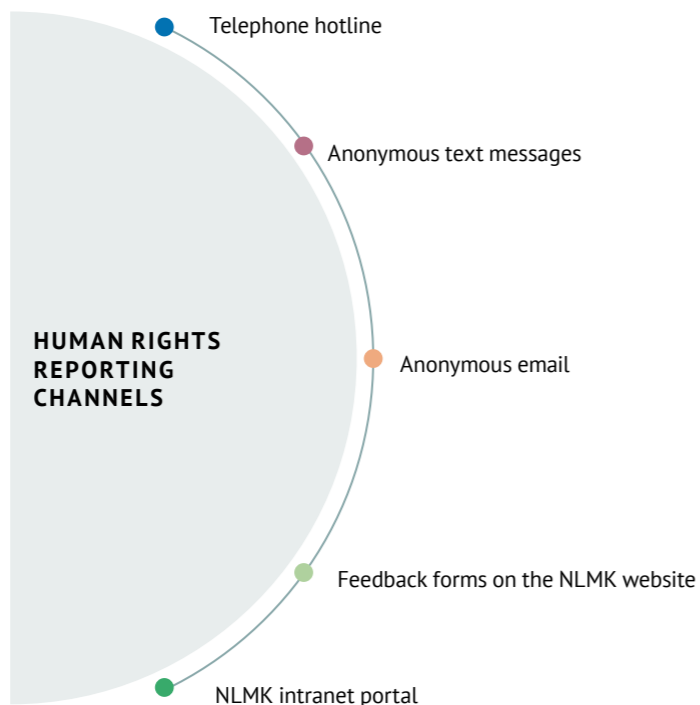 Telephone hotline
Anonymous text messages
HUMAN RIGHTS
REPORTING
CHANNELS
Anonymous email
Feedback forms on the NLMK website
NLMK intranet portal